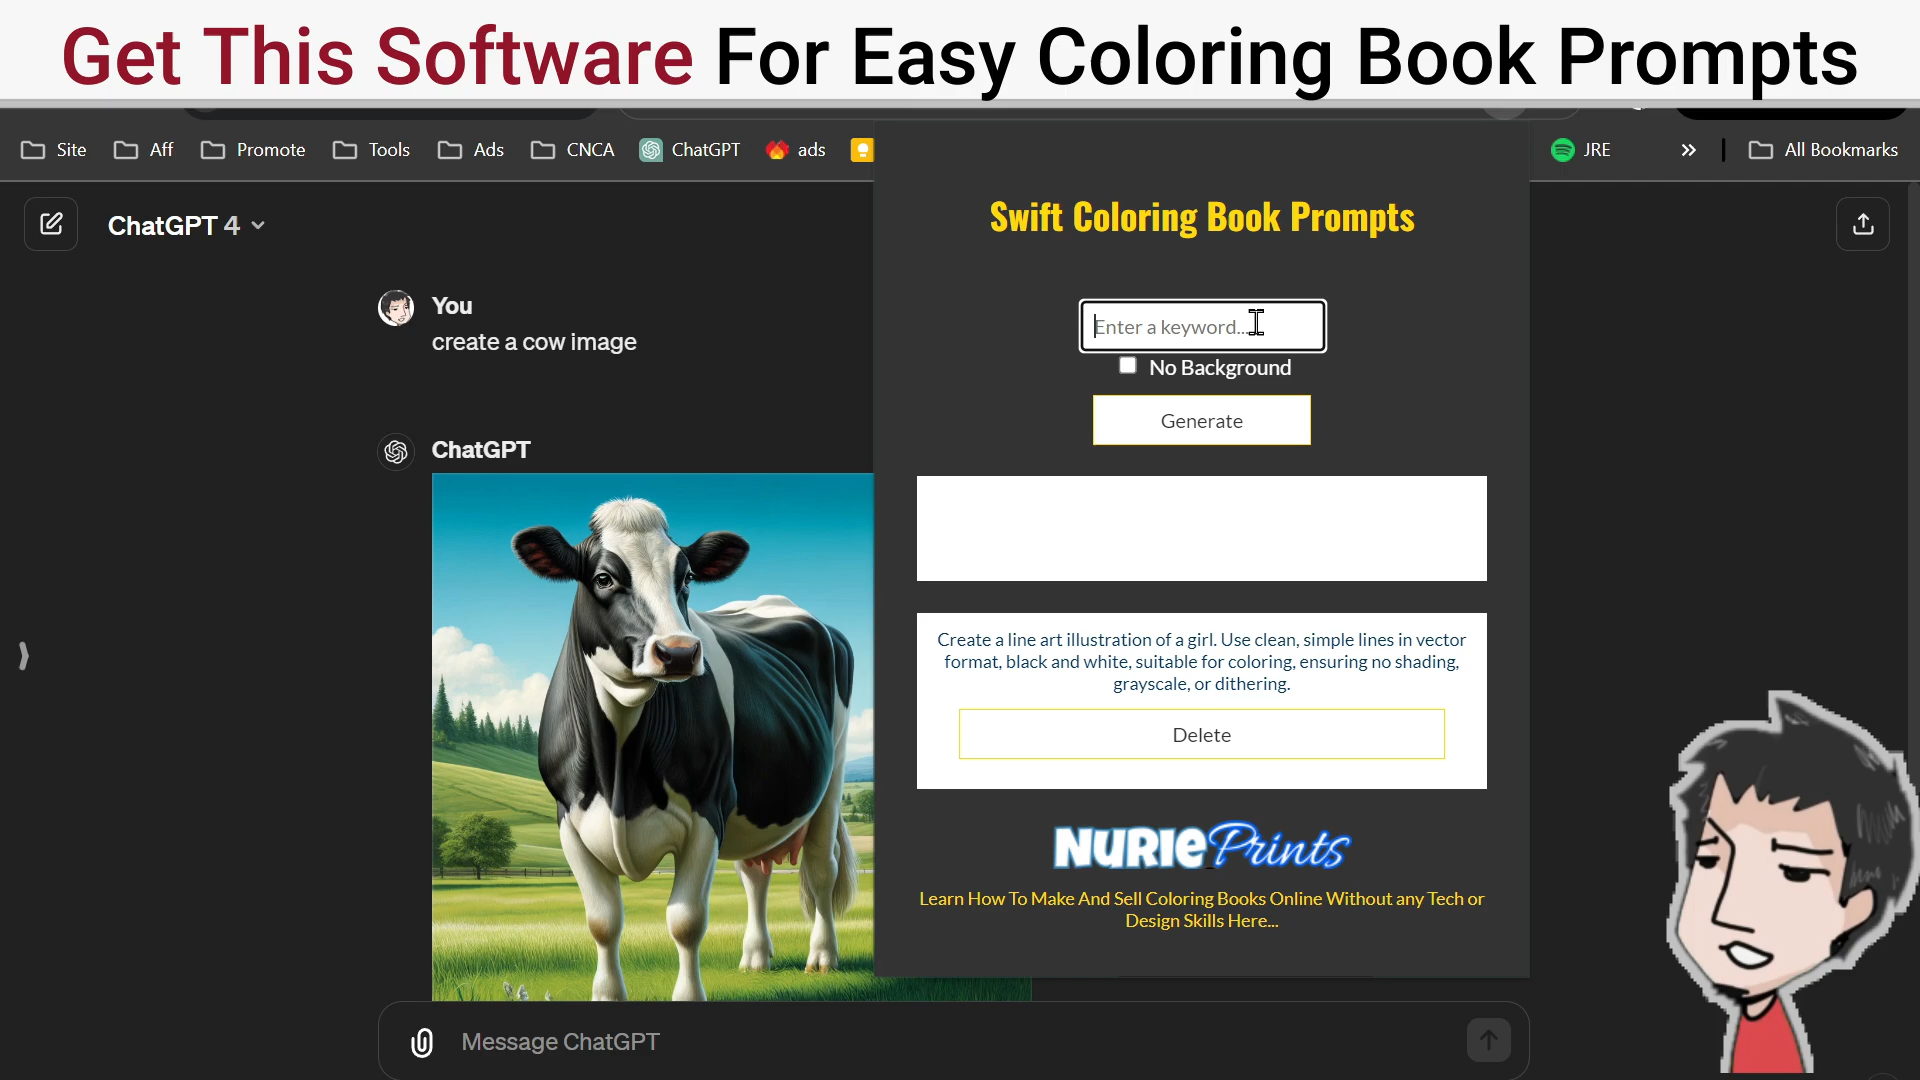 Get This Software For Easy Coloring Book Prompts
Site
Aff
Promote
Tools
Ads
CNCA
ChatGPT
ads
JRE
»
All Bookmarks
ChatGPT 4
You
create a cow image
ChatGPT
Message ChatGPT
Swift Coloring Book Prompts
Enter a keyword...
No Background
Generate
Create a line art illustration of a girl. Use clean, simple lines in vector
format, black and white, suitable for coloring, ensuring no shading,
grayscale, or dithering.
Delete
NURIE Prints
Learn How To Make And Sell Coloring Books Online Without any Tech or
Design Skills Here...